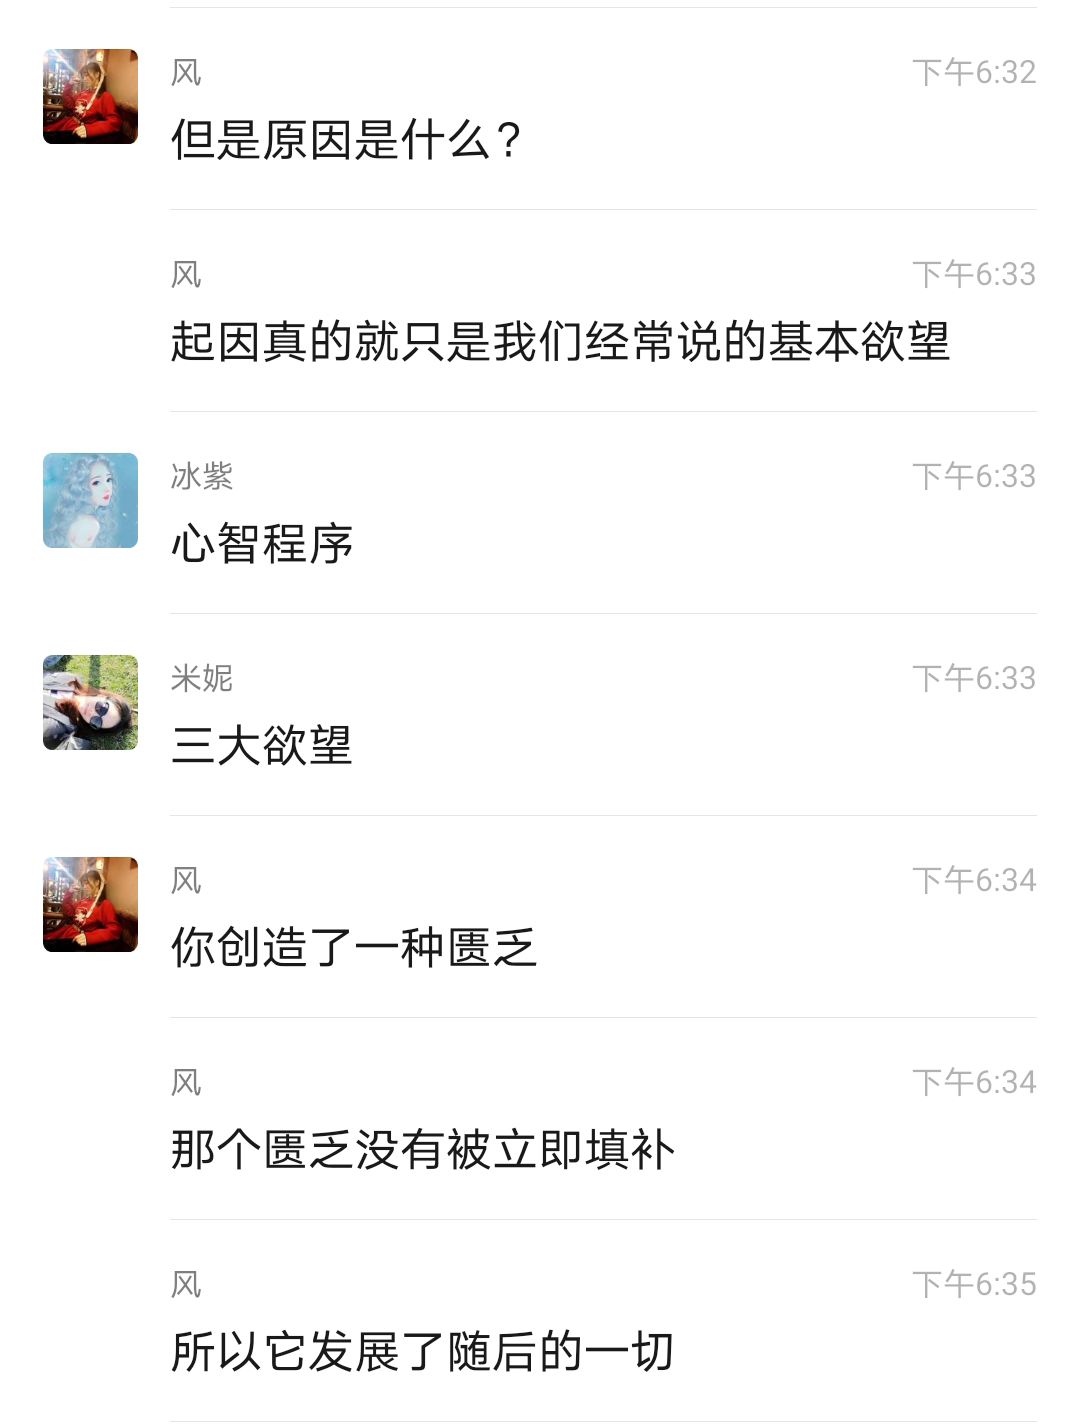 风
下午6:32
但是原因是什么?
风
下午6:33
起因真的就只是我们经常说的基本欲望
冰紫
下午6:33
心智程序
米妮
下午6:33
三大欲望
风
下午6:34
你创造了一种匮乏
风
下午6:34
那个匮乏没有被立即填补
风
下午6:35
所以它发展了随后的一切